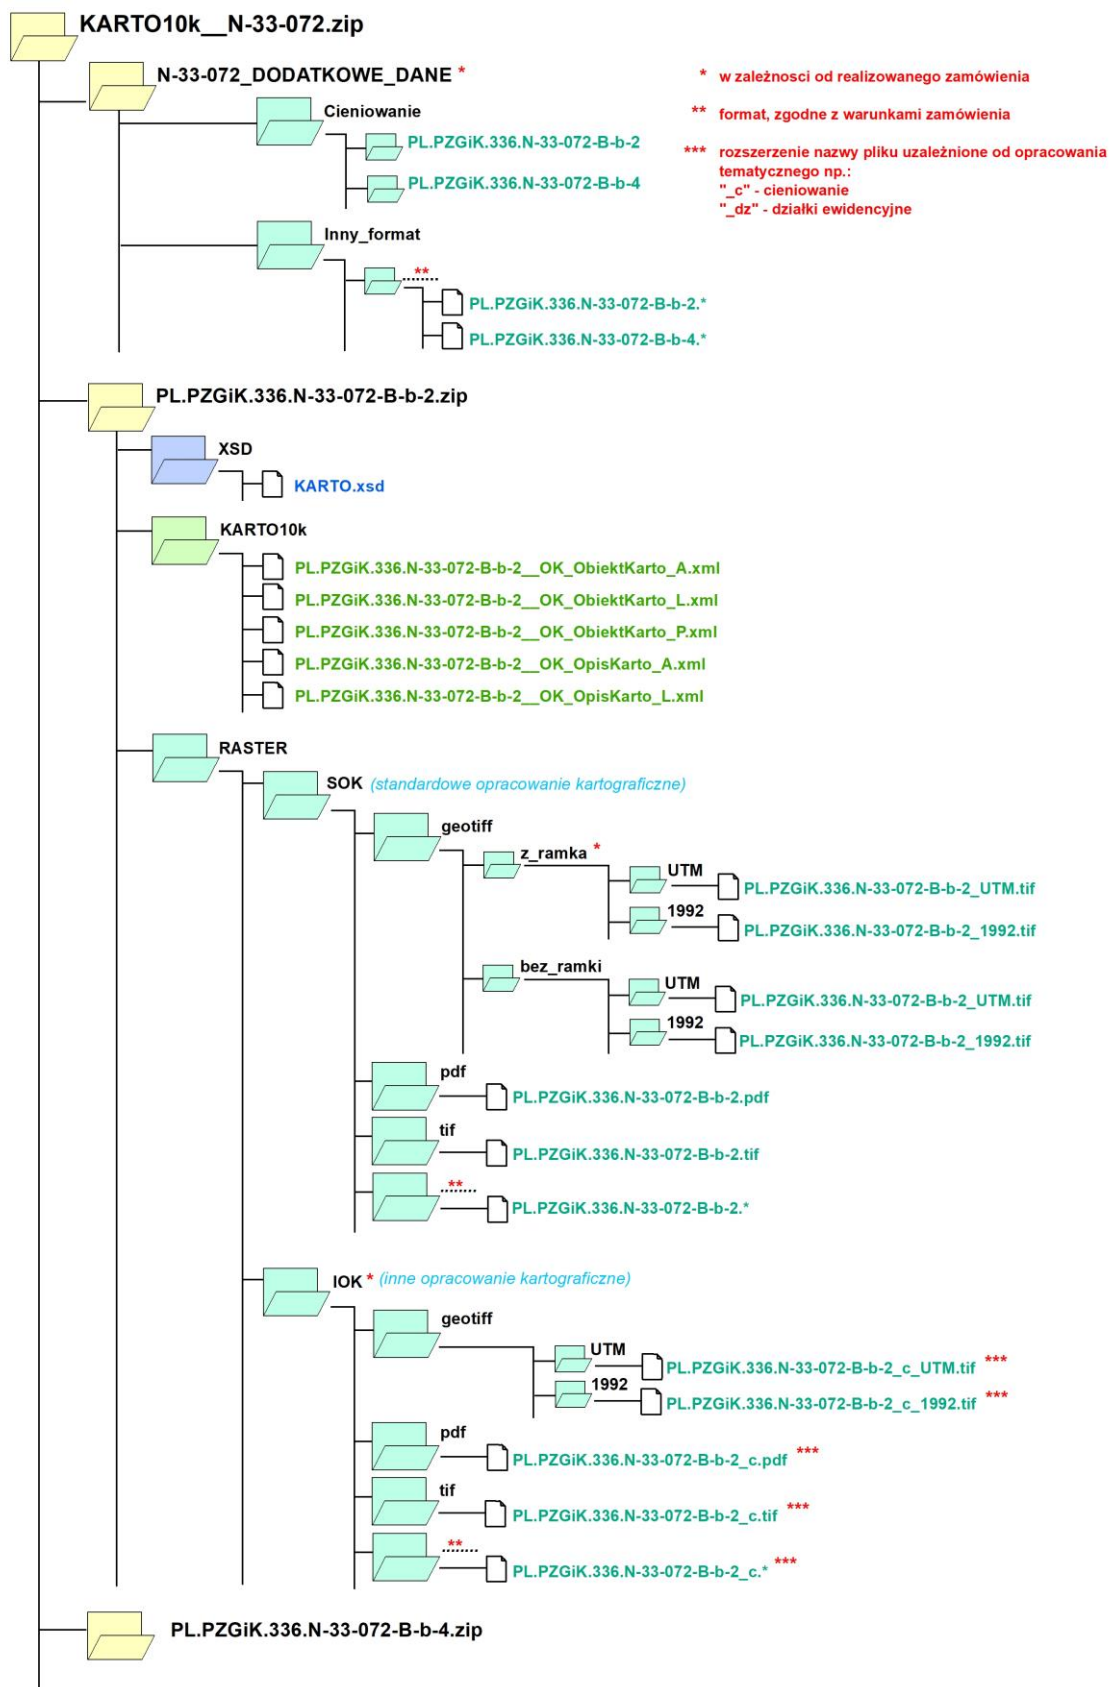 KARTO10k__N-33-072.zip
N-33-072_DODATKOWE_DANE *
* w zależnosci od realizowanego zamówienia
Cieniowanie
** format, zgodne z warunkami zamówienia
PL.PZGiK.336.N-33-072-B-b-2
*** rozszerzenie nazwy pliku uzależnione od opracowania
tematycznego np.:
PL.PZGiK.336.N-33-072-B-b-4
"_c" - cieniowanie
"_dz" - działki ewidencyjne
Inny_format
**
PL.PZGiK.336.N-33-072-B-b-2.*
PL.PZGiK.336.N-33-072-B-b-4.*
PL.PZGiK.336.N-33-072-B-b-2.zip
XSD
KARTO.xsd
KARTO10k
PL.PZGiK.336.N-33-072-B-b-2__OK_ObiektKarto_A.xml
PL.PZGiK.336.N-33-072-B-b-2__OK_ObiektKarto_L.xml
PL.PZGiK.336.N-33-072-B-b-2__OK_ObiektKarto_P.xml
PL.PZGiK.336.N-33-072-B-b-2__OK_OpisKarto_A.xml
PL.PZGiK.336.N-33-072-B-b-2__OK_OpisKarto_L.xml
RASTER
SOK (standardowe opracowanie kartograficzne)
geotiff
z_ramka *
UTM
PL.PZGiK.336.N-33-072-B-b-2_UTM.tif
1992
PL.PZGiK.336.N-33-072-B-b-2_1992.tif
bez_ramki
UTM
PL.PZGiK.336.N-33-072-B-b-2_UTM.tif
1992
PL.PZGiK.336.N-33-072-B-b-2_1992.tif
pdf
PL.PZGiK.336.N-33-072-B-b-2.pdf
tif
PL.PZGiK.336.N-33-072-B-b-2.tif
**
PL.PZGiK.336.N-33-072-B-b-2.*
IOK * (inne opracowanie kartograficzne)
geotiff
UTM
PL.PZGiK.336.N-33-072-B-b-2_c_UTM.tif ***
1992
PL.PZGiK.336.N-33-072-B-b-2_c_1992.tif ***
pdf
PL.PZGiK.336.N-33-072-B-b-2_c.pdf ***
tif
PL.PZGiK.336.N-33-072-B-b-2_c.tif ***
**
PL.PZGiK.336.N-33-072-B-b-2_c.* ***
PL.PZGiK.336.N-33-072-B-b-4.zip